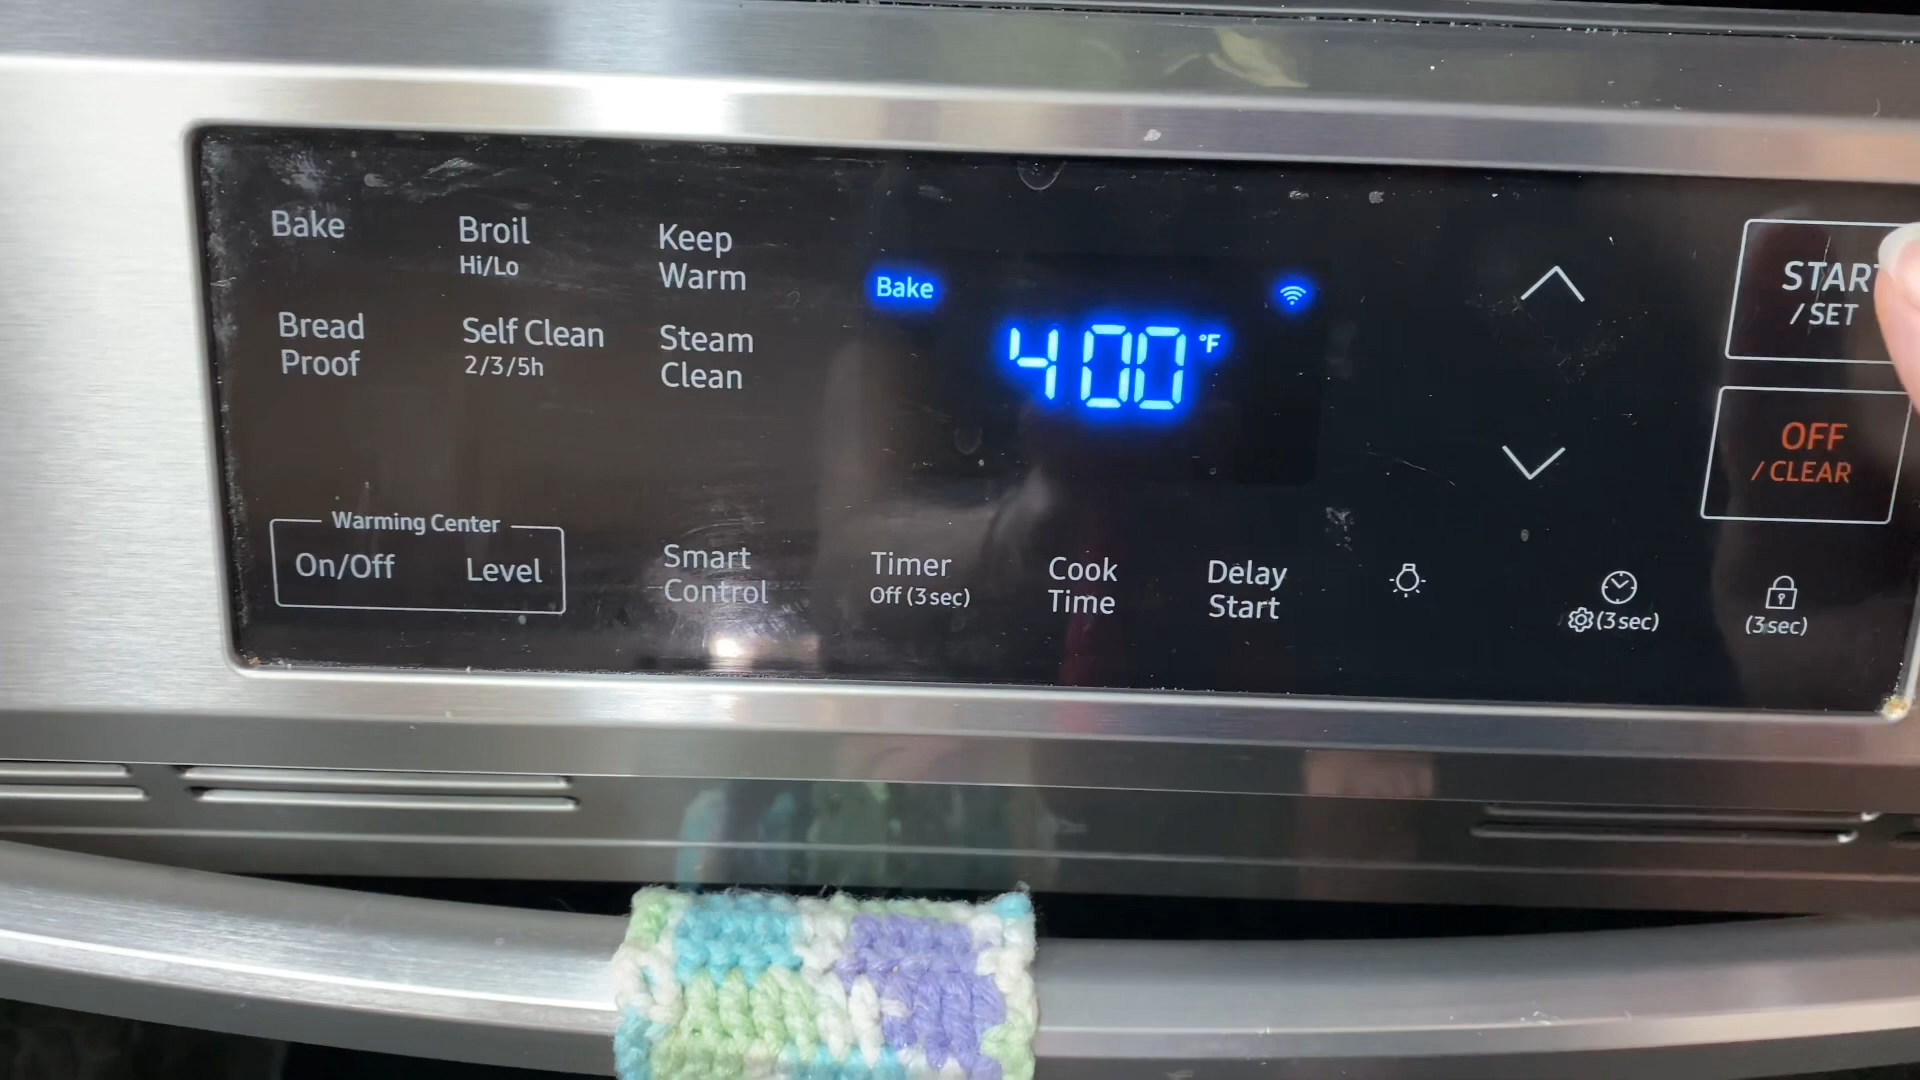 Bake
Broil
Hi/Lo
Keep
Warm
Bread
Proof
Self Clean
2/3/5h
Steam
Clean
Bake
400 °F
START
/ SET
OFF
/ CLEAR
Warming Center
On/Off
Level
Smart
Control
Timer
Off (3 sec)
Cook
Time
Delay
Start
(3 sec)
(3 sec)